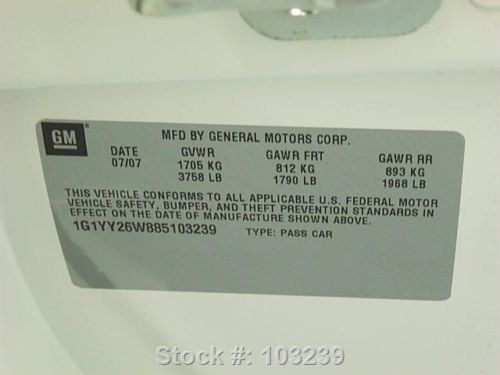 GM
MFD BY GENERAL MOTORS CORP.
DATE GVWR GAWR FRT GAWR RR
07/07 1705 KG 812 KG 893 KG
3758 LB 1790 LB 1968 LB
THIS VEHICLE CONFORMS TO ALL APPLICABLE U.S. FEDERAL MOTOR
VEHICLE SAFETY, BUMPER, AND THEFT PREVENTION STANDARDS IN
EFFECT ON THE DATE OF MANUFACTURE SHOWN ABOVE.
1G1YY26W885103239 TYPE: PASS CAR
Stock #: 103239